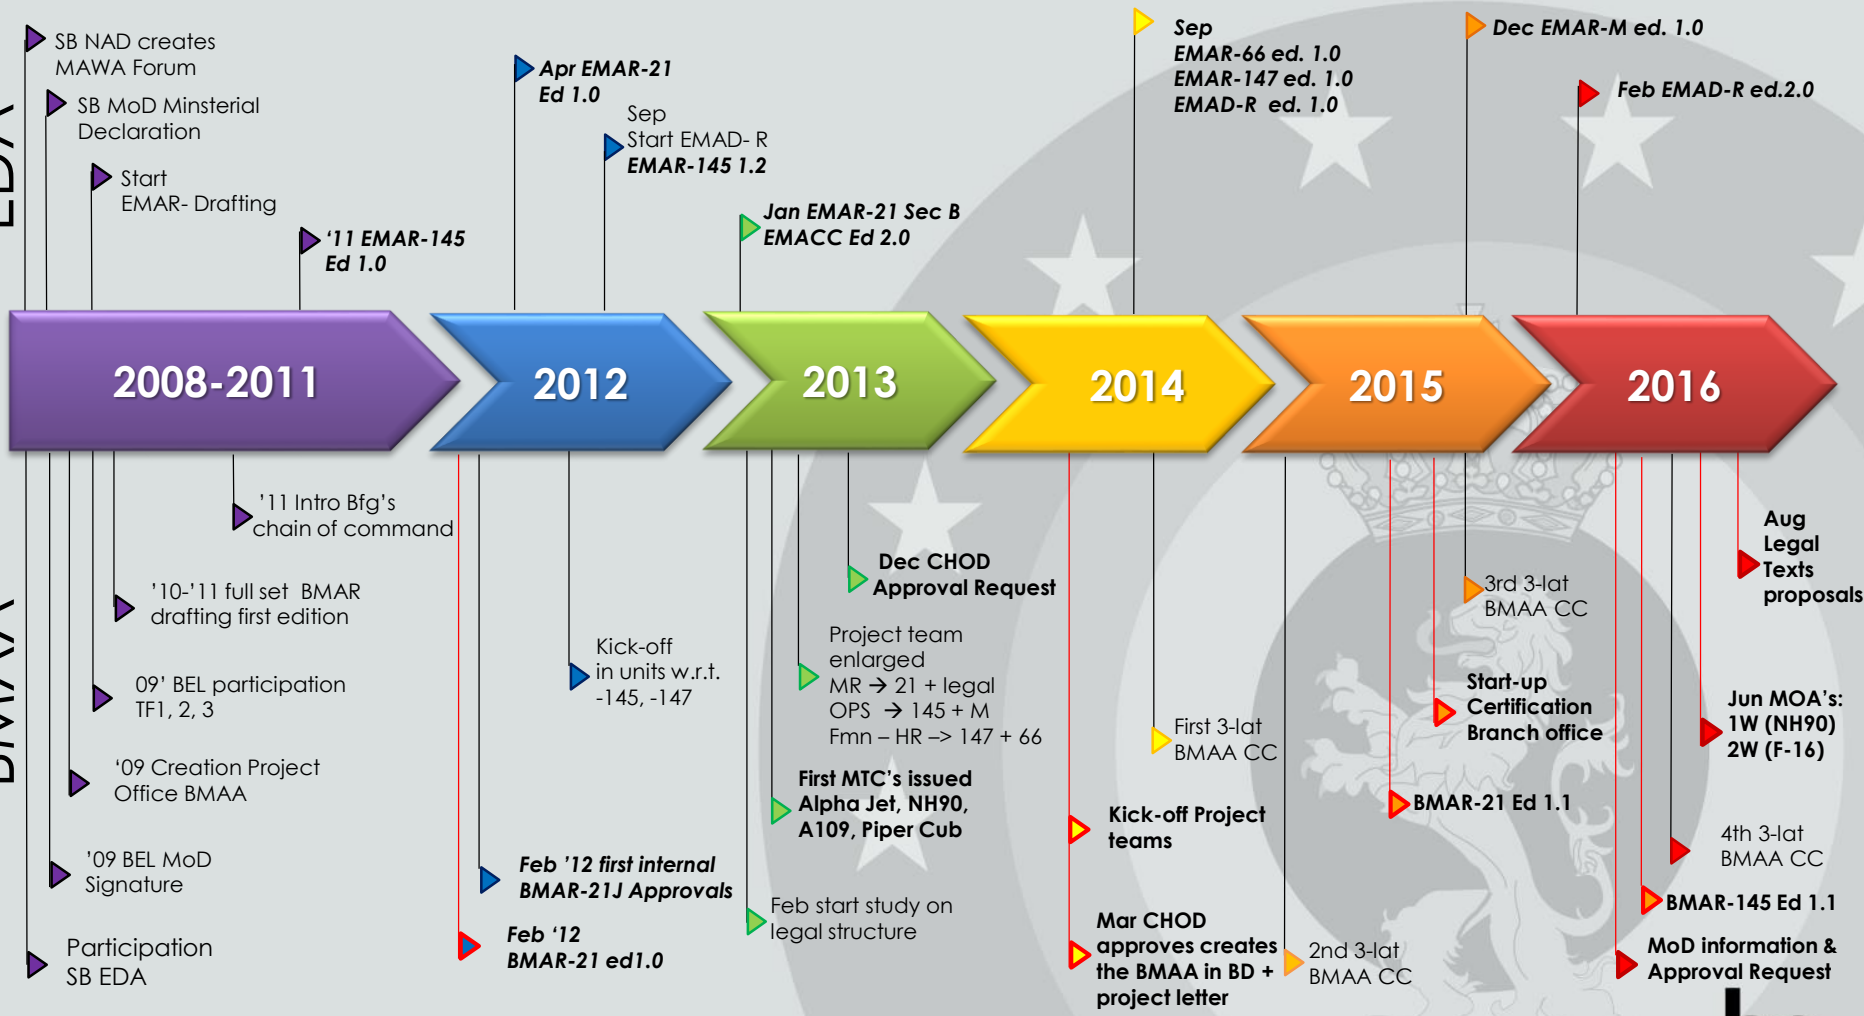 EDA
SB NAD creates
MAWA Forum
SB MoD Minsterial
Declaration
Start
EMAR- Drafting
‘11 EMAR-145
Ed 1.0
Apr EMAR-21
Ed 1.0
Sep
Start EMAD- R
EMAR-145 1.2
Jan EMAR-21 Sec B
EMACC Ed 2.0
Sep
EMAR-66 ed. 1.0
EMAR-147 ed. 1.0
EMAD-R ed. 1.0
Dec EMAR-M ed. 1.0
Feb EMAD-R ed.2.0
2008-2011
2012
2013
2014
2015
2016
BMAA
’11 Intro Bfg’s
chain of command
’10-’11 full set BMAR
drafting first edition
09’ BEL participation
TF1, 2, 3
‘09 Creation Project
Office BMAA
’09 BEL MoD
Signature
Participation
SB EDA
Kick-off
in units w.r.t.
-145, -147
Feb ’12 first internal
BMAR-21J Approvals
Feb ‘12
BMAR-21 ed1.0
Dec CHOD
Approval Request
Project team
enlarged
MR → 21 + legal
OPS → 145 + M
Fmn – HR –> 147 + 66
First MTC’s issued
Alpha Jet, NH90,
A109, Piper Cub
Feb start study on
legal structure
First 3-lat
BMAA CC
Kick-off Project
teams
Mar CHOD
approves creates
the BMAA in BD +
project letter
3rd 3-lat
BMAA CC
Start-up
Certification
Branch office
BMAR-21 Ed 1.1
2nd 3-lat
BMAA CC
Aug
Legal
Texts
proposals
Jun MOA’s:
1W (NH90)
2W (F-16)
4th 3-lat
BMAA CC
BMAR-145 Ed 1.1
MoD information &
Approval Request